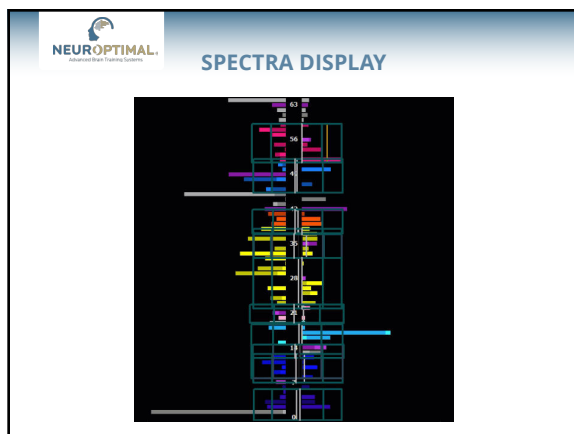 NEUROPTIMAL®
Advanced Brain Training Systems
SPECTRA DISPLAY
63
56
42
35
28
21
14
0